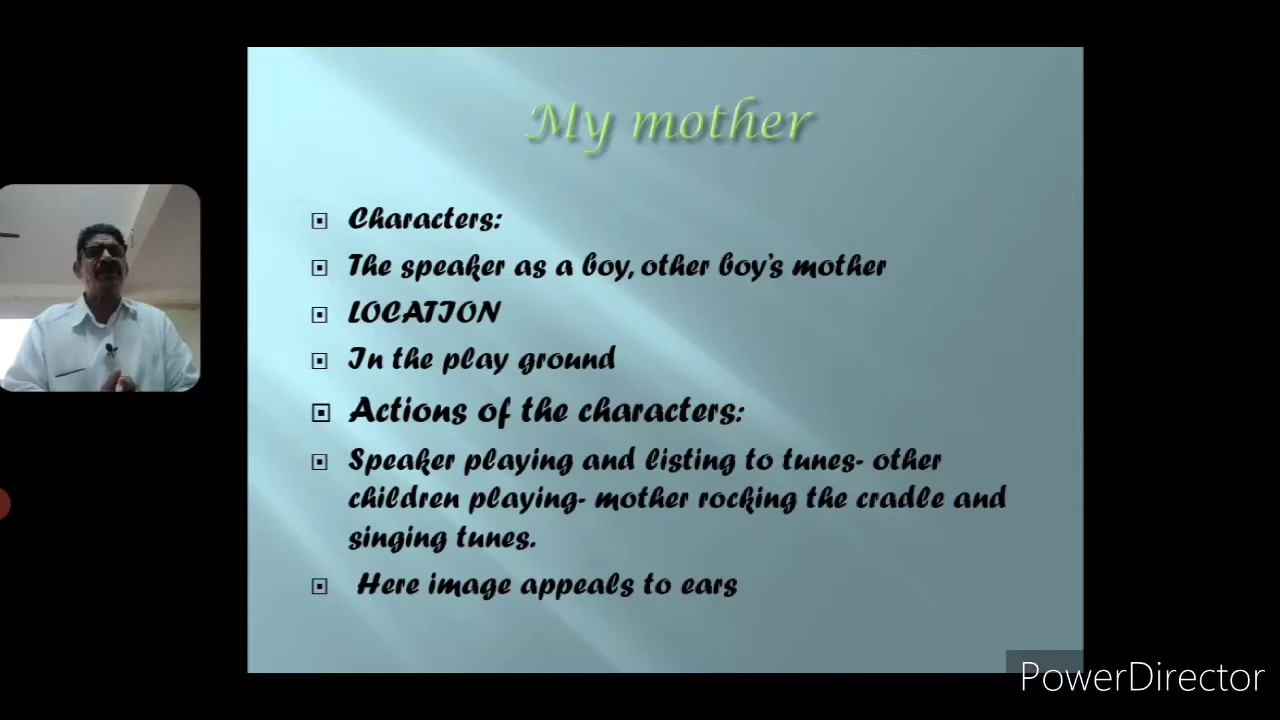 My mother
Characters:
The speaker as a boy, other boy's mother
LOCATION
In the play ground
Actions of the characters:
Speaker playing and listing to tunes- other
children playing- mother rocking the cradle and
singing tunes.
Here image appeals to ears
PowerDirector